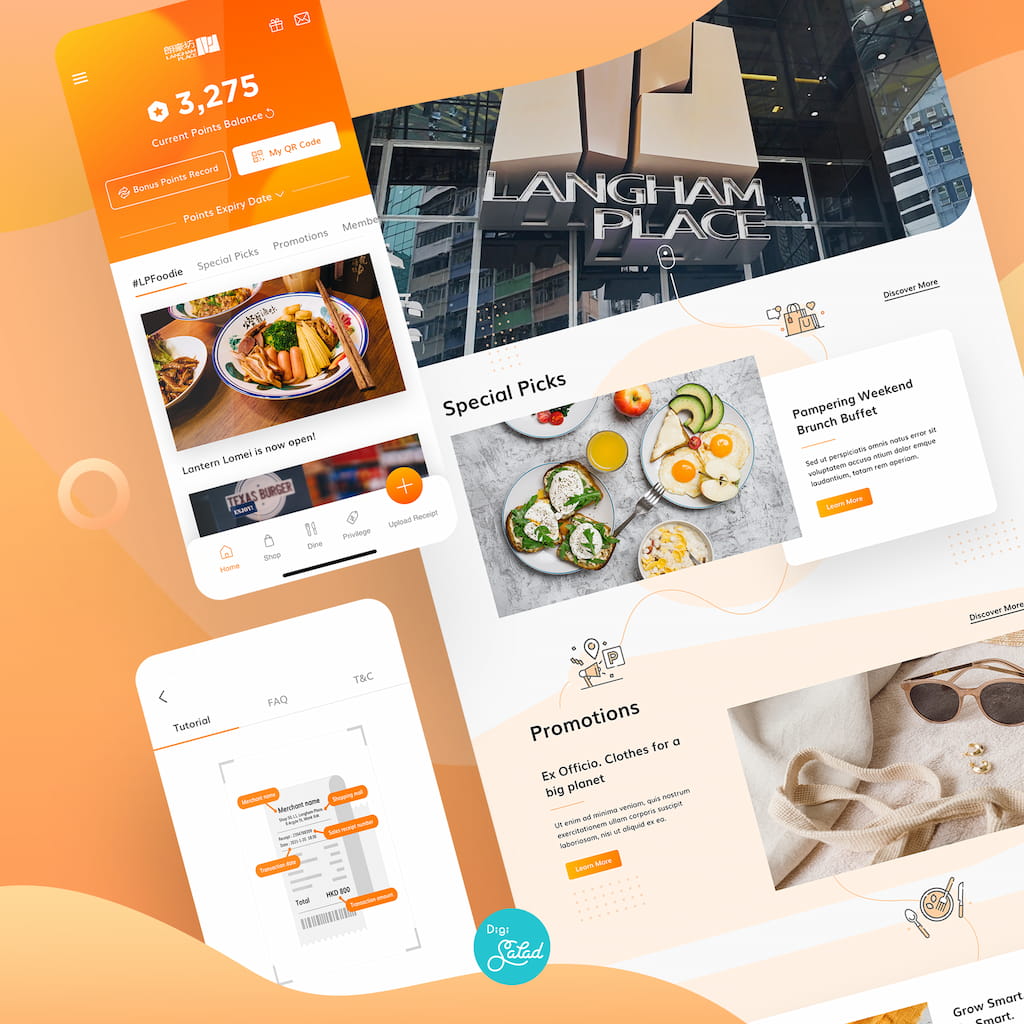 朗豪坊
LANGHAM
PLACE
3,275
Current Points Balance
Bonus Points Record
My QR Code
Points Expiry Date
#LPFoodie
Special Picks
Promotions
Membe
Lantern Lomei is now open!
TEXAS BURGER
ENJOY!
Home
Shop
Dine
Privilege
Upload Receipt
LANGHAM
PLACE
Discover More
Special Picks
Pampering Weekend
Brunch Buffet
Sed ut perspiciatis omnis natus error sit
voluptatem accusa ntium dolor emque
laudantium, totam rem aperiam.
Learn More
Discover More
P
Promotions
Ex Officio. Clothes for a
big planet
Ut enim ad minima veniam, quis nostrum
exercitationem ullam corporis suscipit
laboriosam, nisi ut aliquid ex ea.
Learn More
Tutorial
FAQ
T&C
Merchant name
Merchant name
Shopping mall
Sales receipt number
Transaction date
Total
HKD 800
Transaction amount
Digi
Salad
Grow Smart
Smart.